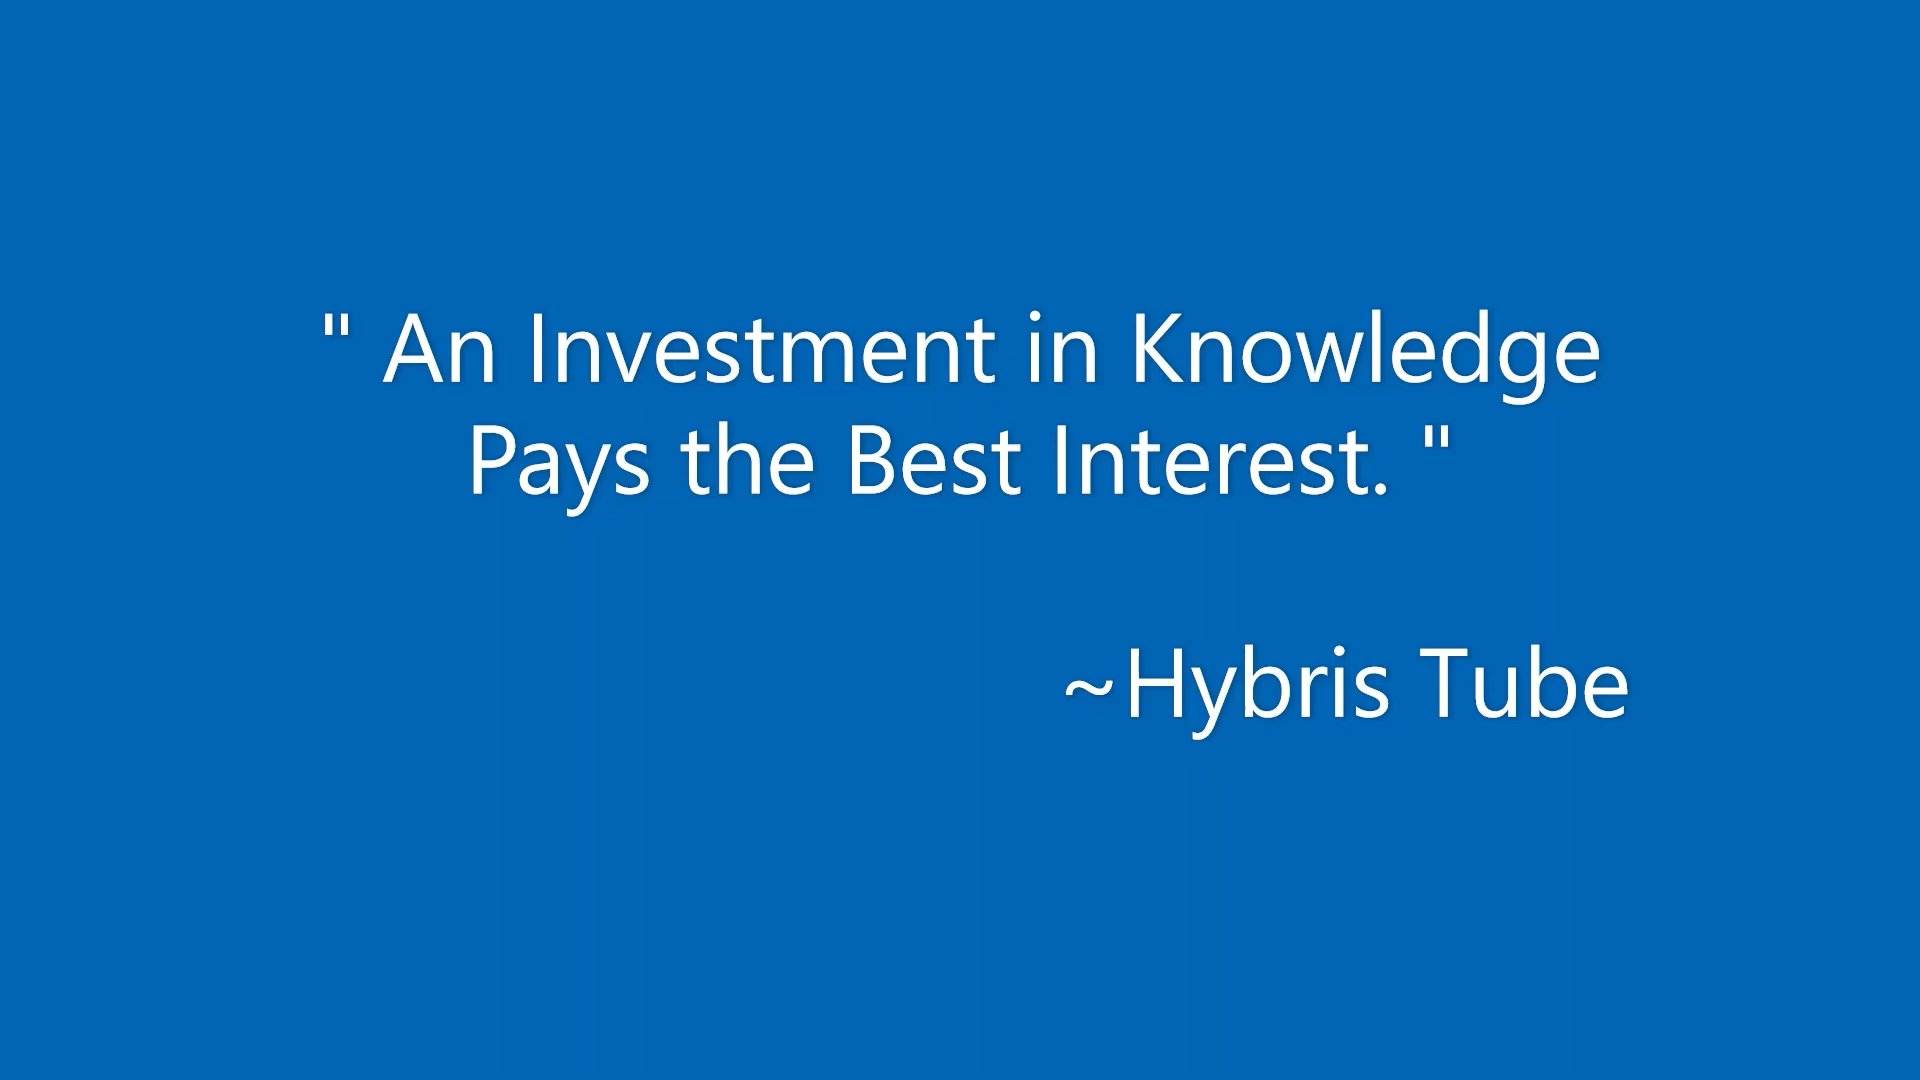 " An Investment in Knowledge
Pays the Best Interest. "
~Hybris Tube